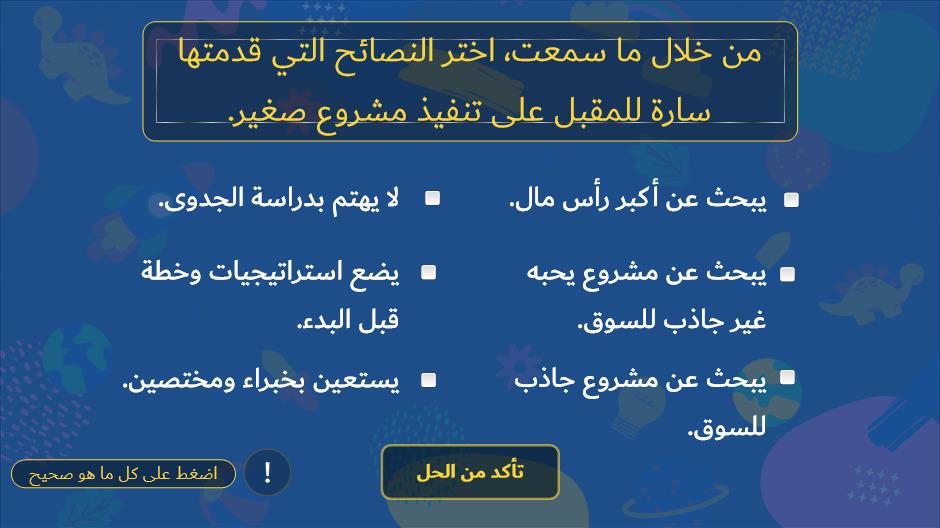 من خلال ما سمعت، اختر النصائح التي قدمتها
سارة للمقبل على تنفيذ مشروع صغير.
يبحث عن أكبر رأس مال.
لا يهتم بدراسة الجدوى.
يبحث عن مشروع يحبه
غير جاذب للسوق.
يضع استراتيجيات وخطة
قبل البدء.
يبحث عن مشروع جاذب
للسوق.
يستعين بخبراء ومختصين.
تأكد من الحل
!
اضغط على كل ما هو صحيح